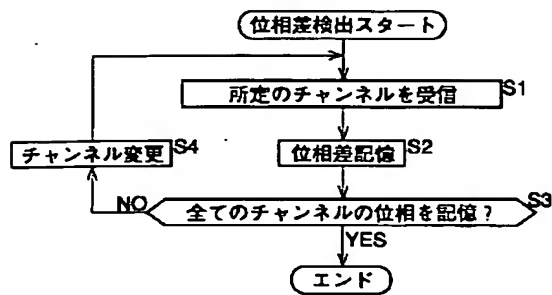 位相差検出スタート
所定のチャンネルを受信
S1
チャンネル変更
S4
位相差記憶
S2
全てのチャンネルの位相を記憶？
S3
NO
YES
エンド